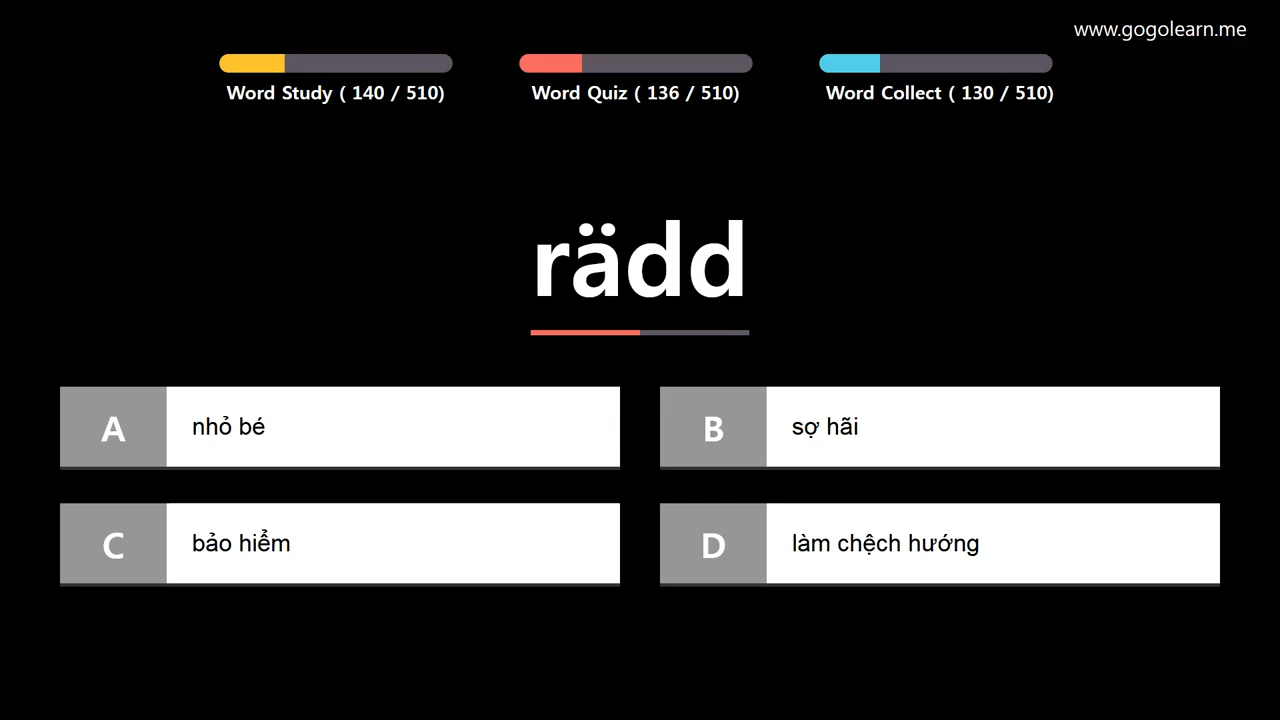 www.gogolearn.me
Word Study ( 140 / 510)
Word Quiz ( 136 / 510)
Word Collect ( 130 / 510)
rädd
A nhỏ bé
B sợ hãi
C bảo hiểm
D làm chệch hướng